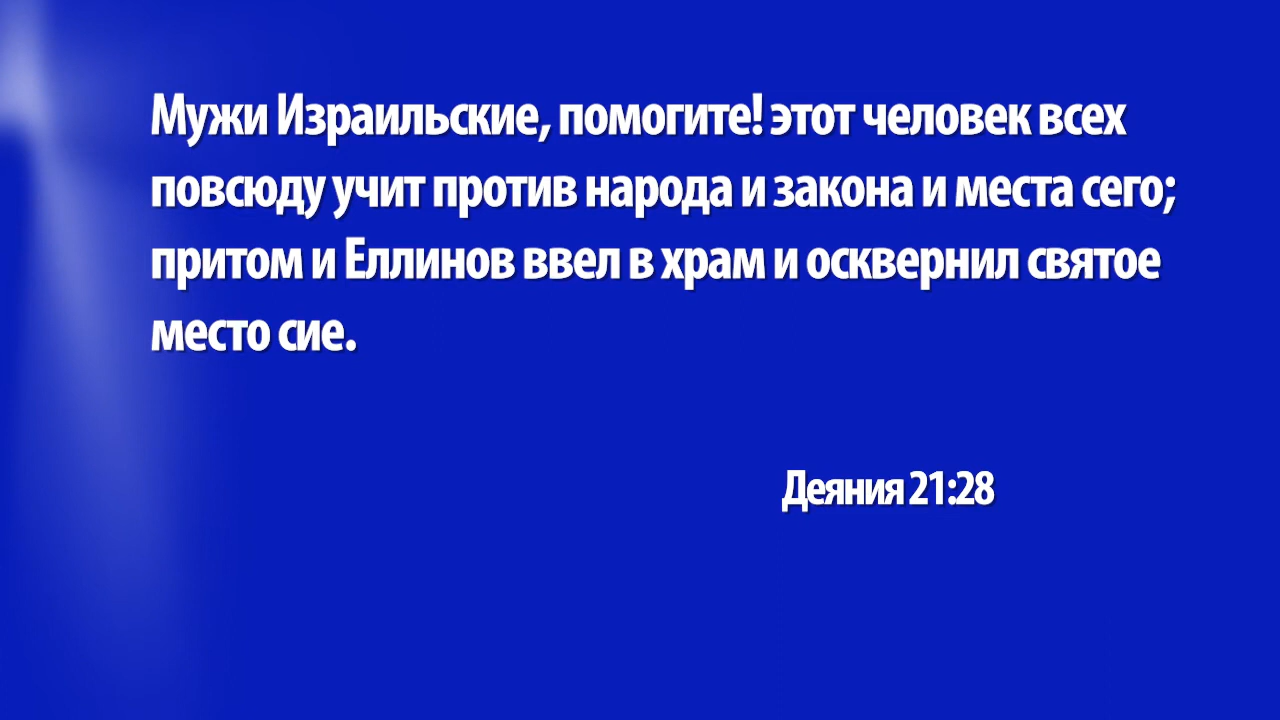 Мужи Израильские, помогите! этот человек всех
повсюду учит против народа и закона и места сего;
притом и Еллинов ввел в храм и осквернил святое
место сие.
Деяния 21:28